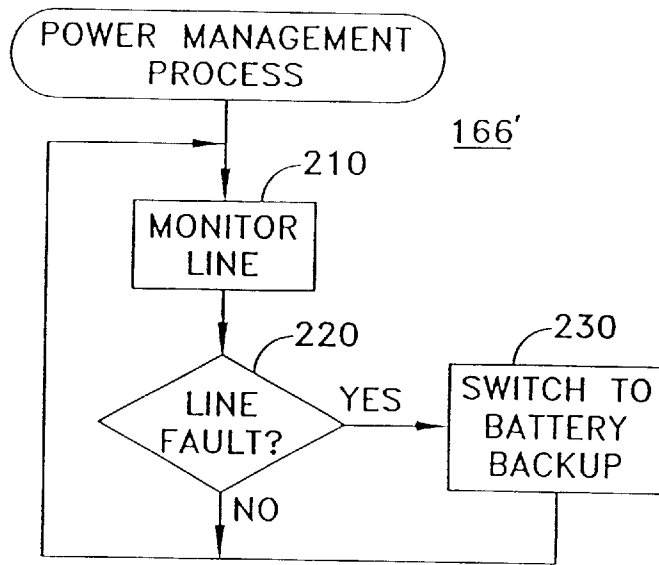 POWER MANAGEMENT
PROCESS
166'
210
MONITOR
LINE
220
LINE
FAULT?
YES
230
SWITCH TO
BATTERY
BACKUP
NO